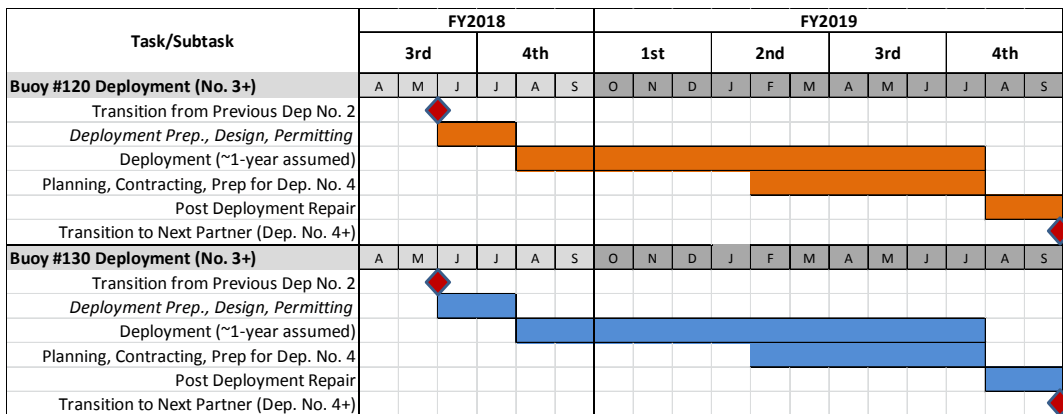 Task/Subtask FY2018 FY2019
3rd 4th 1st 2nd 3rd 4th
Buoy #120 Deployment (No. 3+) A M J J A S O N D J F M A M J J A S
Transition from Previous Dep No. 2
Deployment Prep., Design, Permitting
Deployment (~1-year assumed)
Planning, Contracting, Prep for Dep. No. 4
Post Deployment Repair
Transition to Next Partner (Dep. No. 4+)
Buoy #130 Deployment (No. 3+) A M J J A S O N D J F M A M J J A S
Transition from Previous Dep No. 2
Deployment Prep., Design, Permitting
Deployment (~1-year assumed)
Planning, Contracting, Prep for Dep. No. 4
Post Deployment Repair
Transition to Next Partner (Dep. No. 4+)